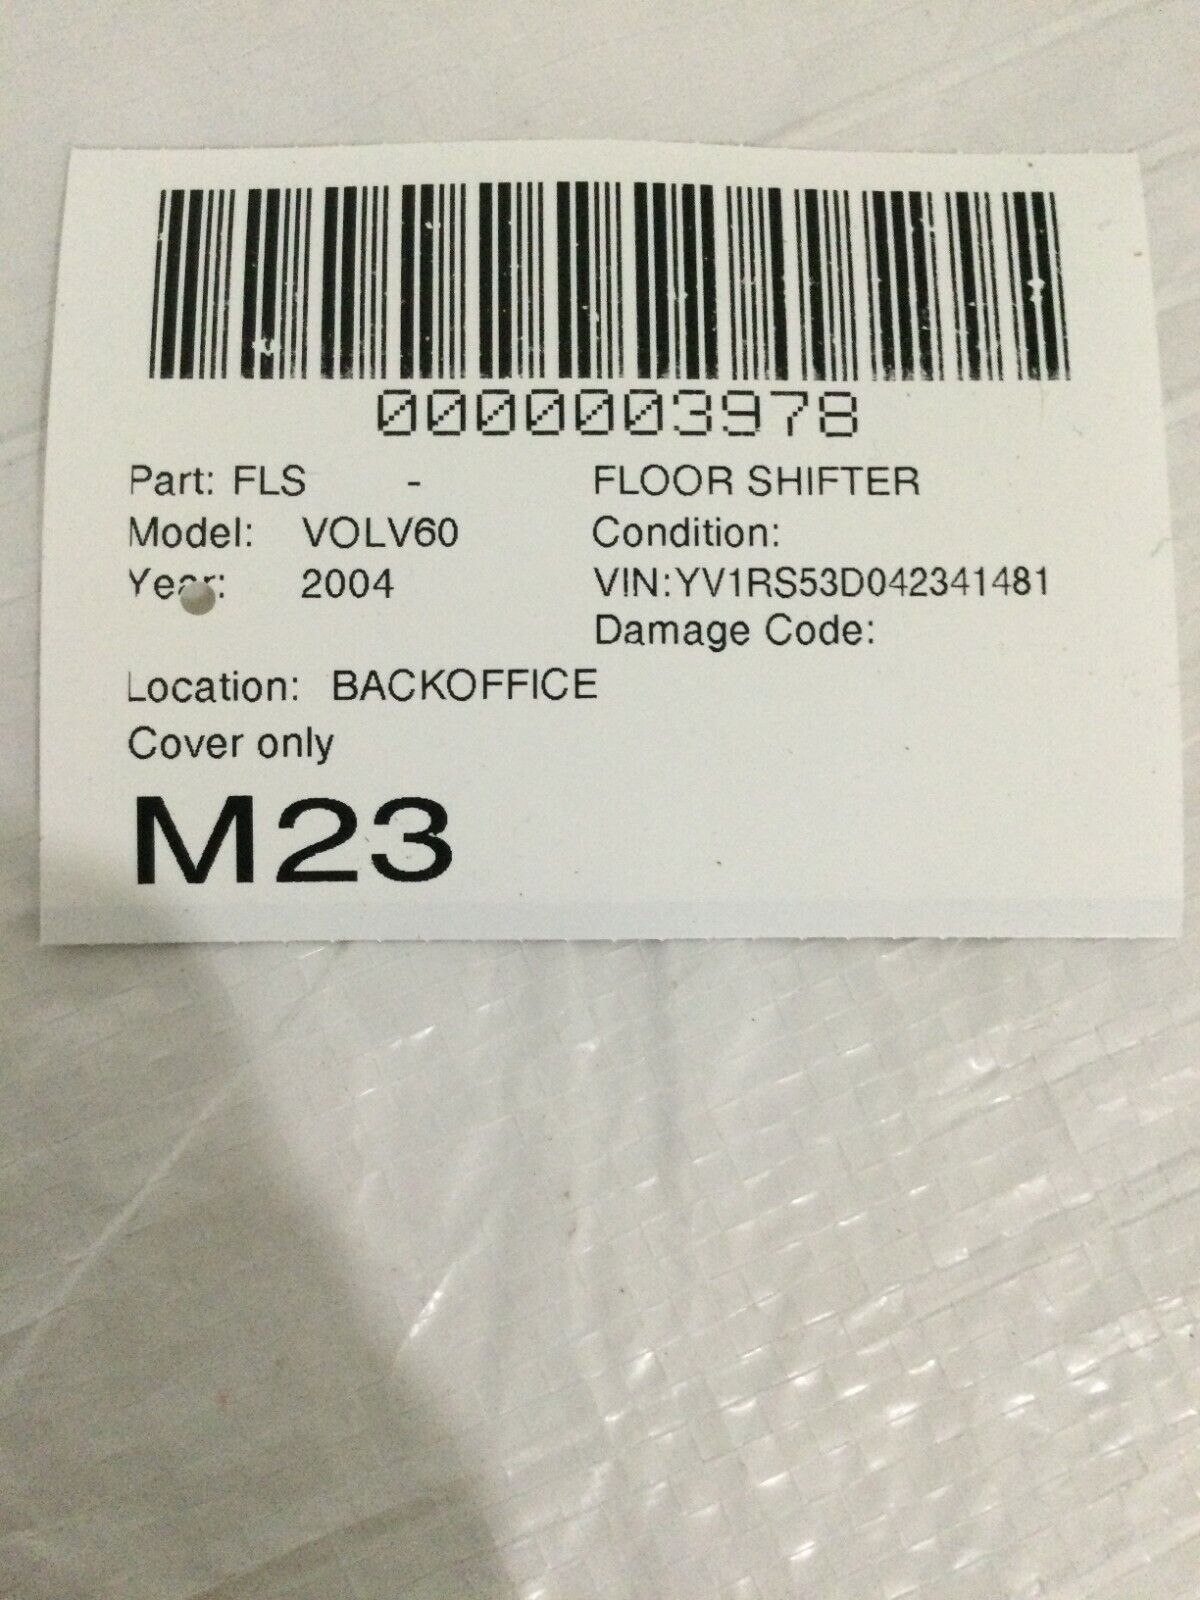 0000003978
Part: FLS - FLOOR SHIFTER
Model: VOLV60 Condition:
Year: 2004 VIN:YV1RS53D042341481
Damage Code:
Location: BACKOFFICE
Cover only
M23